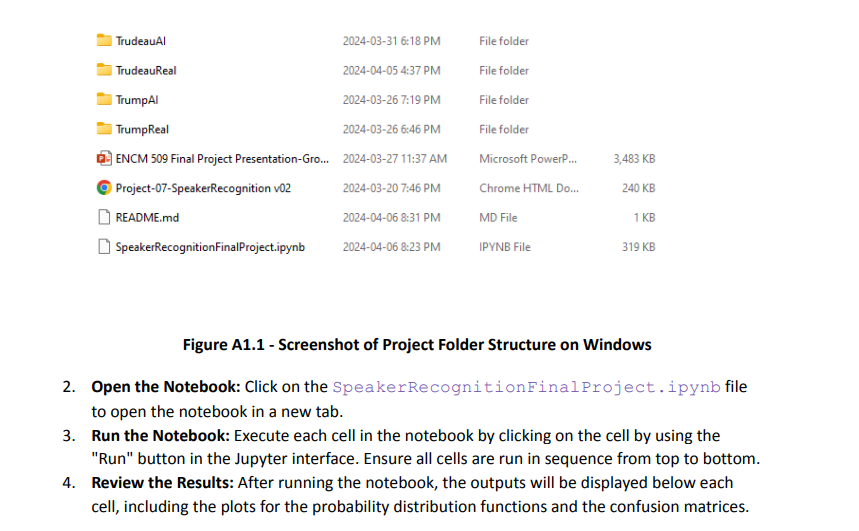 TrudeauAI 2024-03-31 6:18 PM File folder
TrudeauReal 2024-04-05 4:37 PM File folder
TrumpAI 2024-03-26 7:19 PM File folder
TrumpReal 2024-03-26 6:46 PM File folder
ENCM 509 Final Project Presentation-Gro... 2024-03-27 11:37 AM Microsoft PowerP... 3,483 KB
Project-07-SpeakerRecognition v02 2024-03-20 7:46 PM Chrome HTML Do... 240 KB
README.md 2024-04-06 8:31 PM MD File 1 KB
SpeakerRecognitionFinalProject.ipynb 2024-04-06 8:23 PM IPYNB File 319 KB
Figure A1.1 - Screenshot of Project Folder Structure on Windows
2. Open the Notebook: Click on the SpeakerRecognitionFinalProject.ipynb file
to open the notebook in a new tab.
3. Run the Notebook: Execute each cell in the notebook by clicking on the cell by using the
"Run" button in the Jupyter interface. Ensure all cells are run in sequence from top to bottom.
4. Review the Results: After running the notebook, the outputs will be displayed below each
cell, including the plots for the probability distribution functions and the confusion matrices.